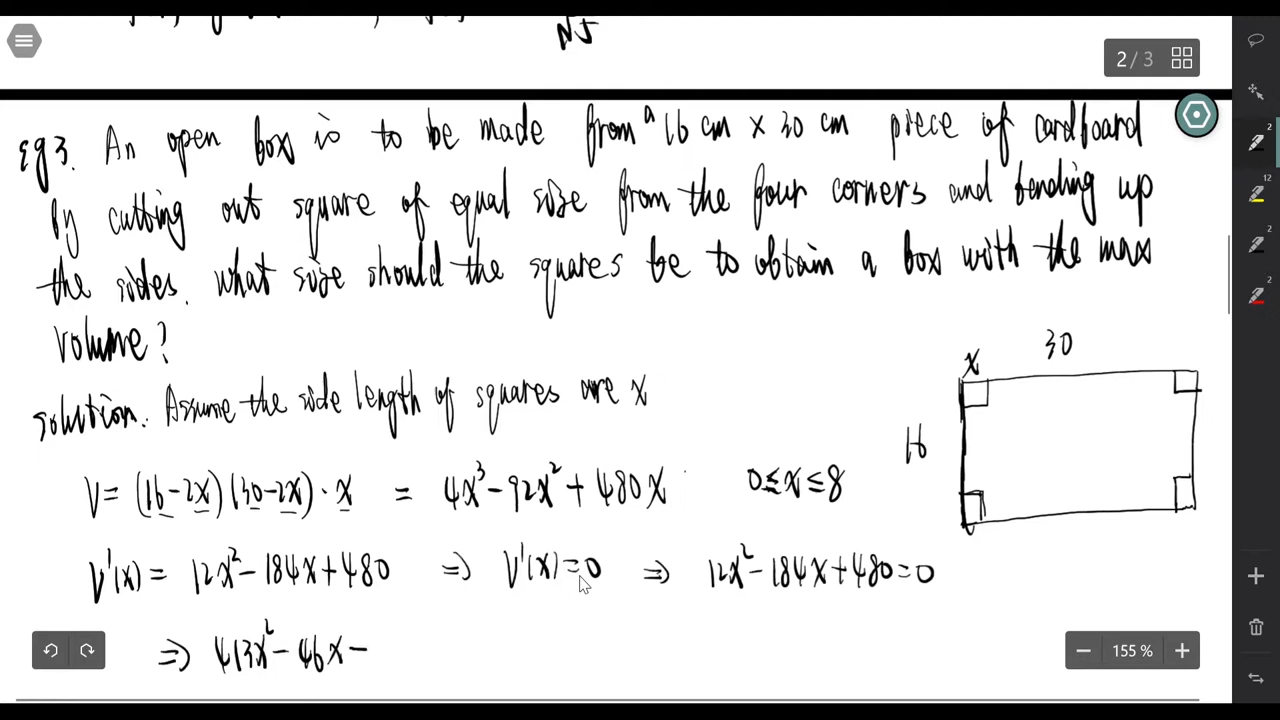 2 / 3
Eg 3. An open box is to be made from a 16 cm × 30 cm piece of cardboard
by cutting out square of equal size from the four corners and bending up
the sides. what size should the squares be to obtain a box with the max
volume?
30
x
solution. Assume the side length of squares are x
16
V = (16-2x)(30-2x)·x = 4x³ - 92x² + 480x 0≤x≤8
V'(x) = 12x² - 184x + 480 ⇒ V'(x)=0 ⇒ 12x² - 184x + 480 = 0
⇒ 4(3x² - 46x -
155 %